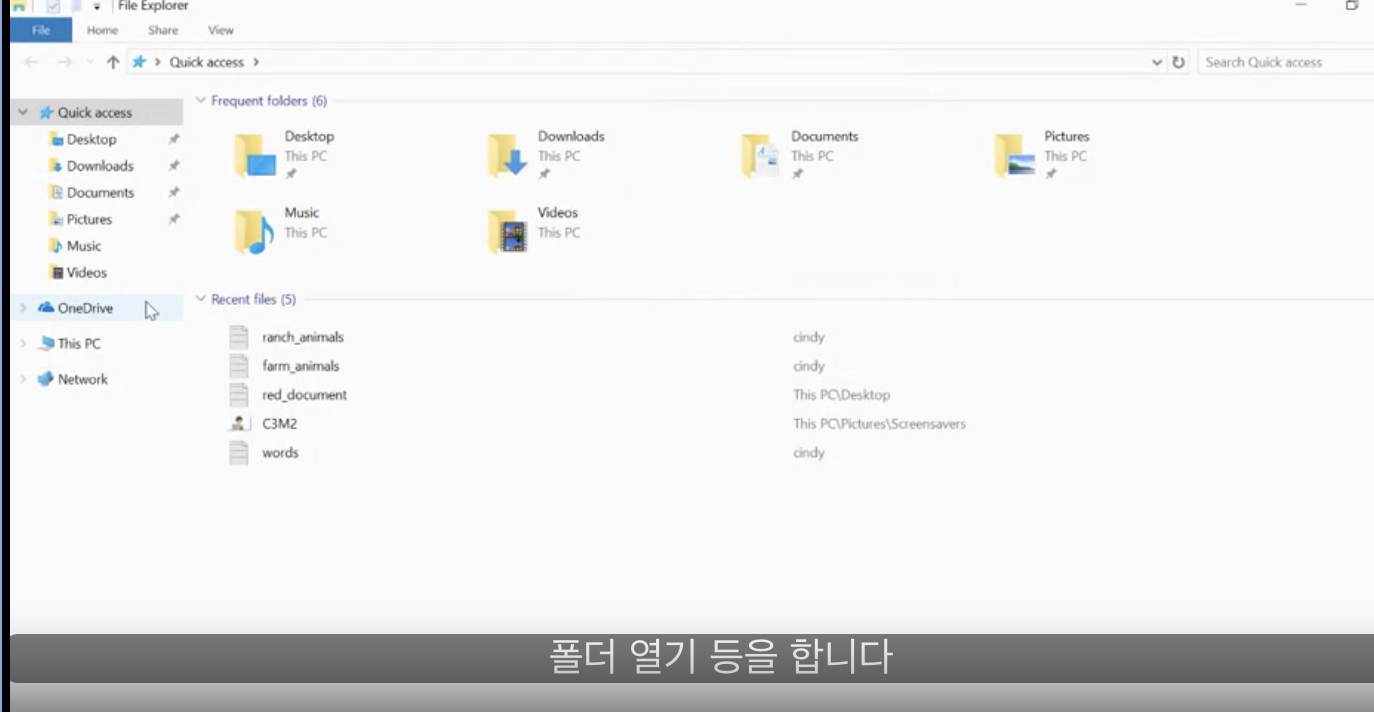 File Explorer
File Home Share View
Quick access
Search Quick access
Quick access
Desktop
Downloads
Documents
Pictures
Music
Videos
OneDrive
This PC
Network
Frequent folders (6)
Desktop
This PC
Downloads
This PC
Documents
This PC
Pictures
This PC
Music
This PC
Videos
This PC
Recent files (5)
ranch_animals cindy
farm_animals cindy
red_document This PC\Desktop
C3M2 This PC\Pictures\Screensavers
words cindy
폴더 열기 등을 합니다